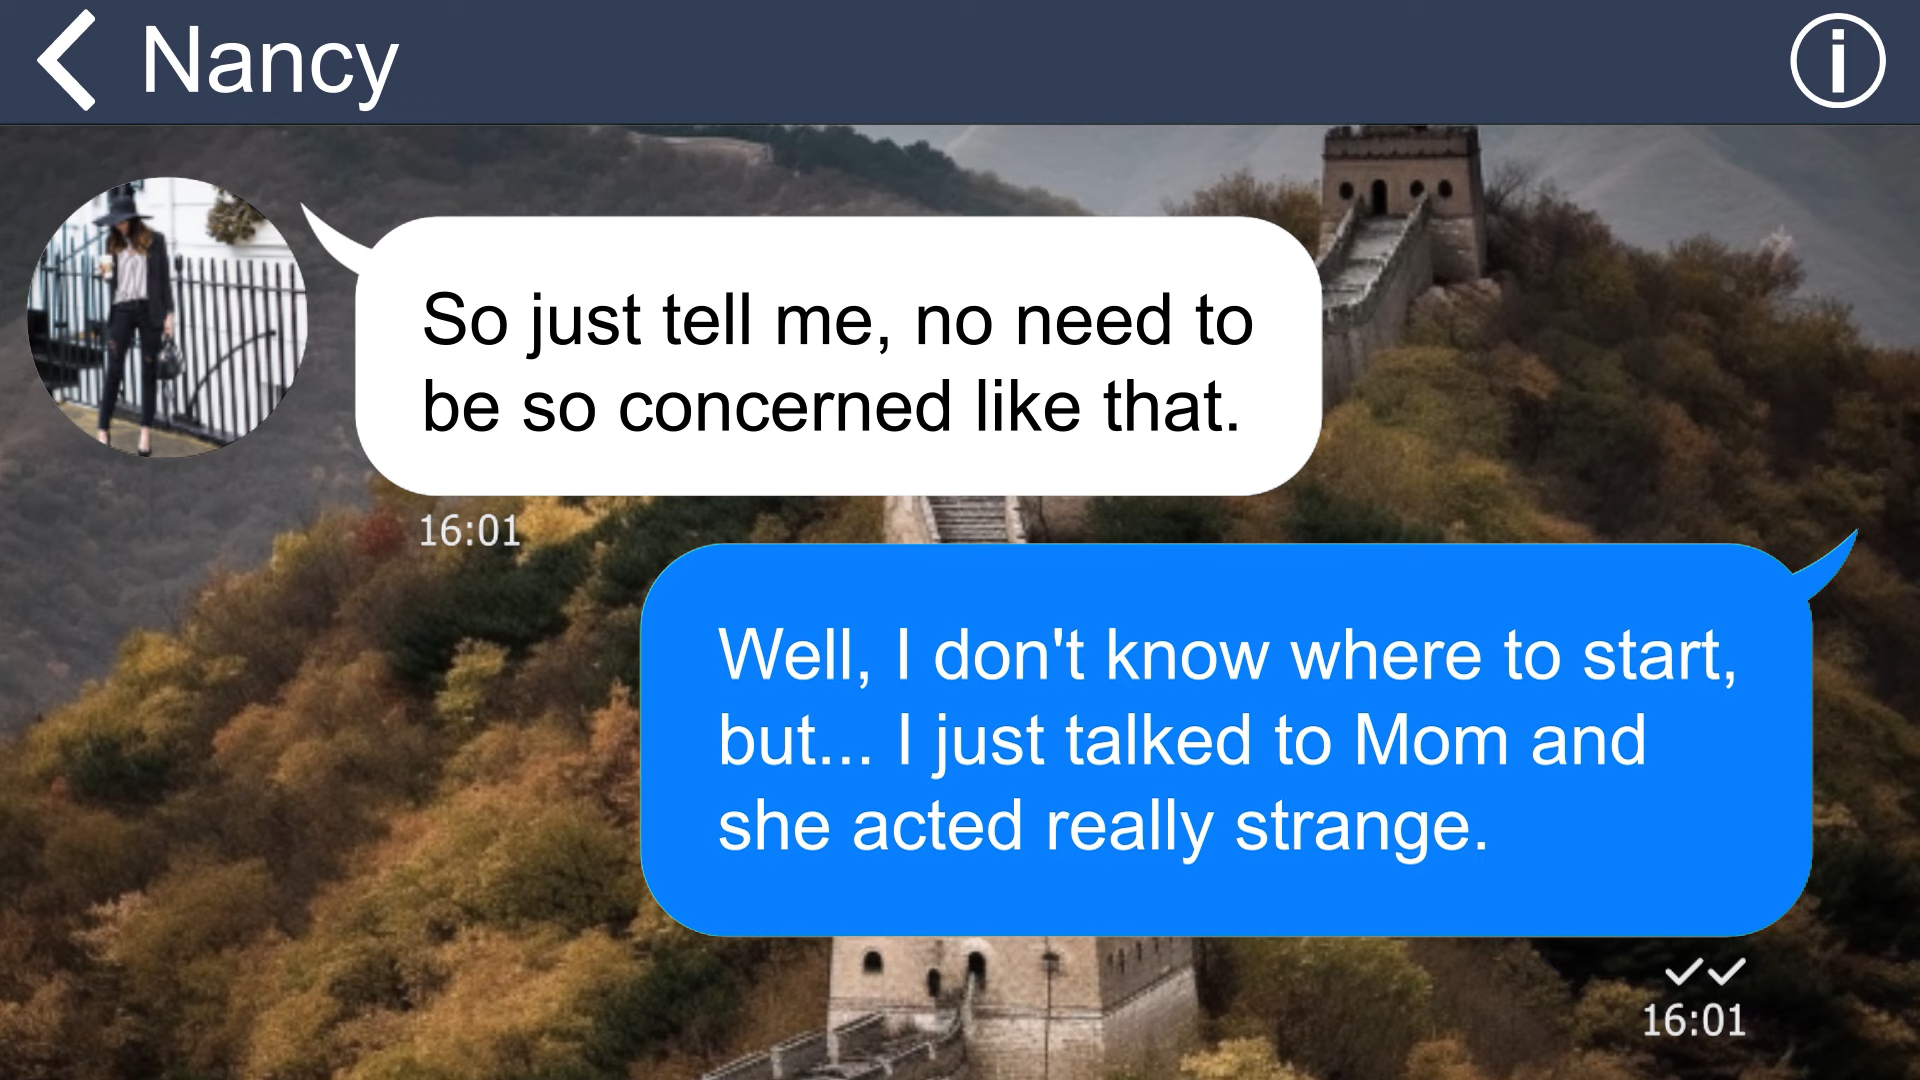 Nancy
So just tell me, no need to
be so concerned like that.
16:01
Well, I don't know where to start,
but... I just talked to Mom and
she acted really strange.
16:01